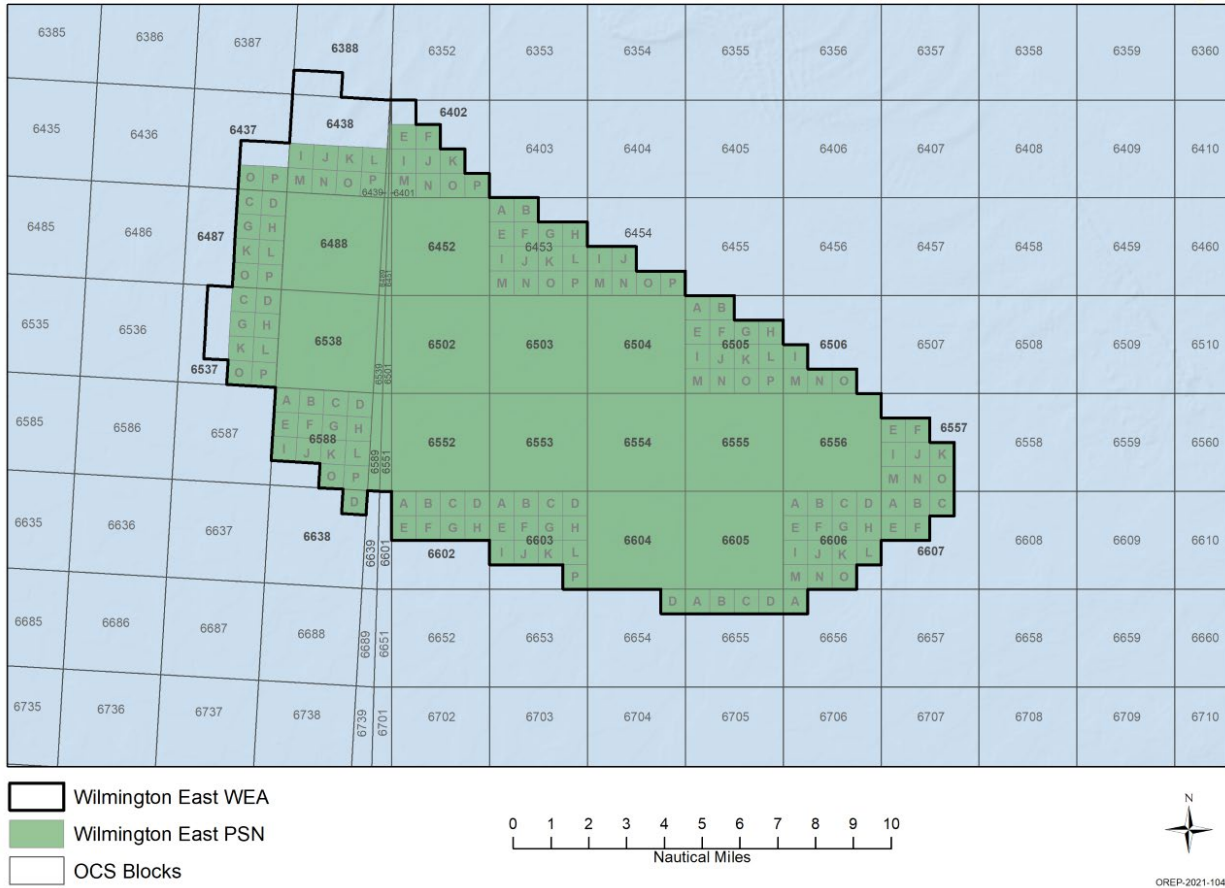 6385 6386 6387 6388 6352 6353 6354 6355 6356 6357 6358 6359 6360
6435 6436 6437 6438 6402 6403 6404 6405 6406 6407 6408 6409 6410
E F
I J K L I J K
O P M N O P M N O P
6439 6401
C D A B
G H E F G H
K L I J K L I J
O P M N O P M N O P
6485 6486 6487 6488 6452 6453 6454 6455 6456 6457 6458 6459 6460
6489 6451
C D A B
G H E F G H
K L I J K L I
O P M N O P M N O
6535 6536 6537 6538 6502 6503 6504 6505 6506 6507 6508 6509 6510
6539 6501
A B C D
E F G H E F
I J K L I J K
O P M N O
6585 6586 6587 6588 6552 6553 6554 6555 6556 6557 6558 6559 6560
6589 6551
D A B C D A B C D A B C D A B C
E F G H E F G H E F G H E F
I J K L I J K L
P M N O
6635 6636 6637 6638 6639 6601 6602 6603 6604 6605 6606 6607 6608 6609 6610
D A B C D A
6685 6686 6687 6688 6689 6651 6652 6653 6654 6655 6656 6657 6658 6659 6660
6735 6736 6737 6738 6739 6701 6702 6703 6704 6705 6706 6707 6708 6709 6710
Wilmington East WEA
Wilmington East PSN
OCS Blocks
0 1 2 3 4 5 6 7 8 9 10
Nautical Miles
N
OREP-2021-104